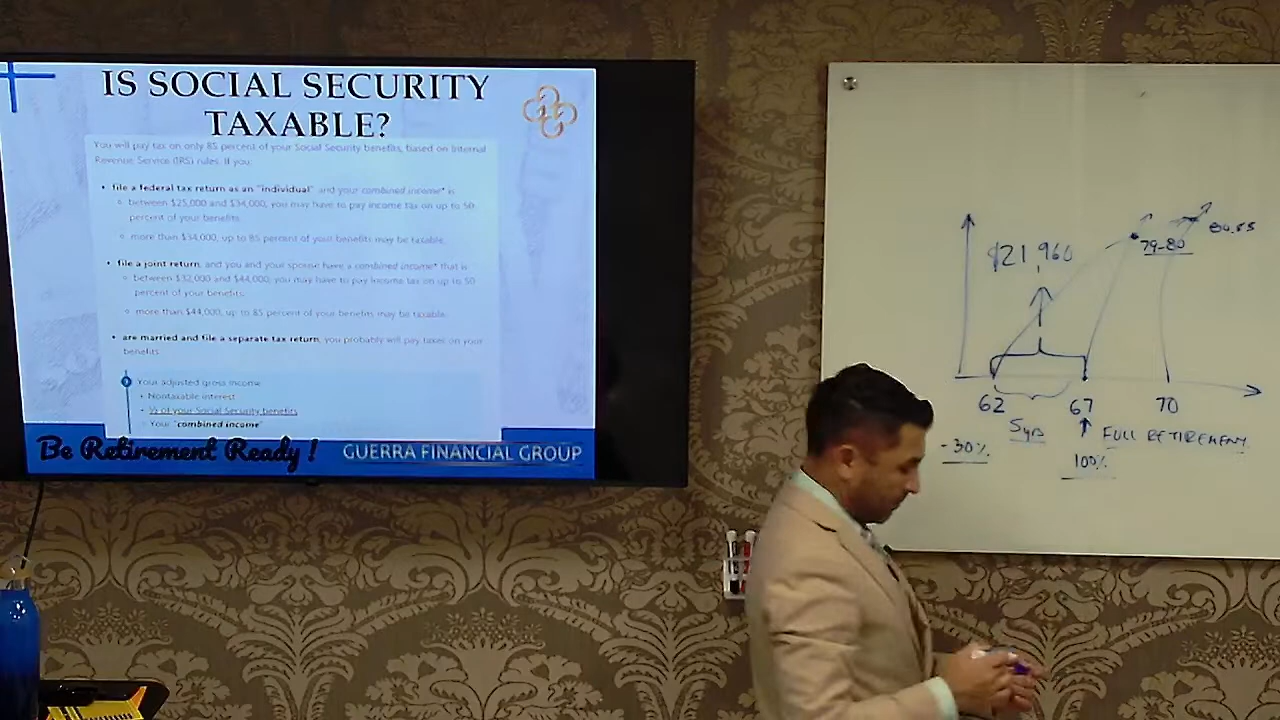 IS SOCIAL SECURITY
TAXABLE?
You will pay tax on only 85 percent of your Social Security benefits, based on Internal
Revenue Service (IRS) rules. If you:
• file a federal tax return as an "individual" and your combined income* is
○ between $25,000 and $34,000, you may have to pay income tax on up to 50
percent of your benefits.
○ more than $34,000, up to 85 percent of your benefits may be taxable.
• file a joint return, and you and your spouse have a combined income* that is
○ between $32,000 and $44,000, you may have to pay income tax on up to 50
percent of your benefits.
○ more than $44,000, up to 85 percent of your benefits may be taxable.
• are married and file a separate tax return, you probably will pay taxes on your
benefits.
Your adjusted gross income
+ Nontaxable interest
+ ½ of your Social Security benefits
= Your "combined income"
Be Retirement Ready !
GUERRA FINANCIAL GROUP
$21,960
79-80
62
67
70
5 yrs
FULL RETIREMENT
-30%
100%